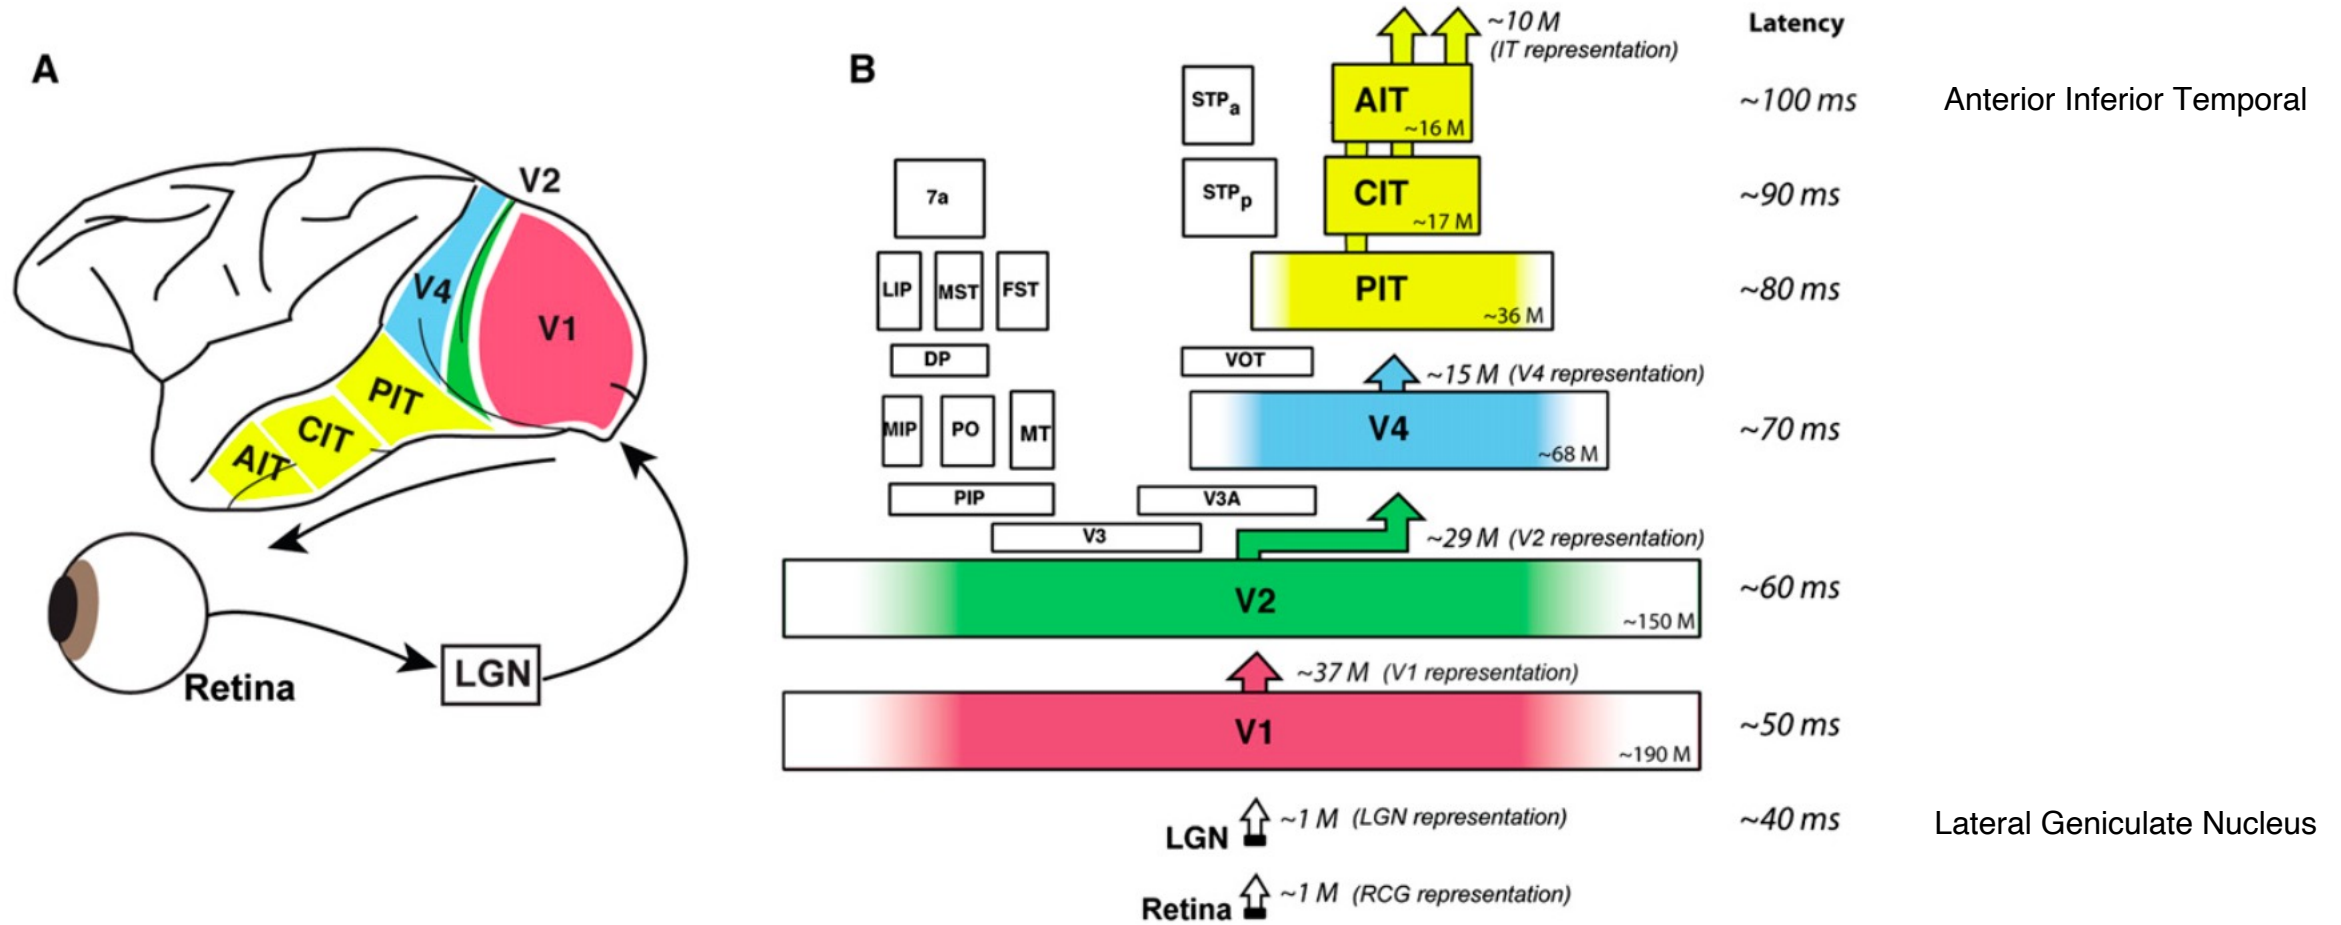 A
V2
V4
V1
PIT
CIT
AIT
Retina
LGN
B
~10 M
(IT representation)
Latency
STPa
AIT
~16 M
~100 ms
Anterior Inferior Temporal
7a
STPp
CIT
~17 M
~90 ms
LIP
MST
FST
PIT
~36 M
~80 ms
DP
VOT
~15 M (V4 representation)
MIP
PO
MT
V4
~68 M
~70 ms
PIP
V3A
V3
~29 M (V2 representation)
V2
~150 M
~60 ms
~37 M (V1 representation)
V1
~190 M
~50 ms
LGN
~1 M (LGN representation)
~40 ms
Lateral Geniculate Nucleus
Retina
~1 M (RCG representation)